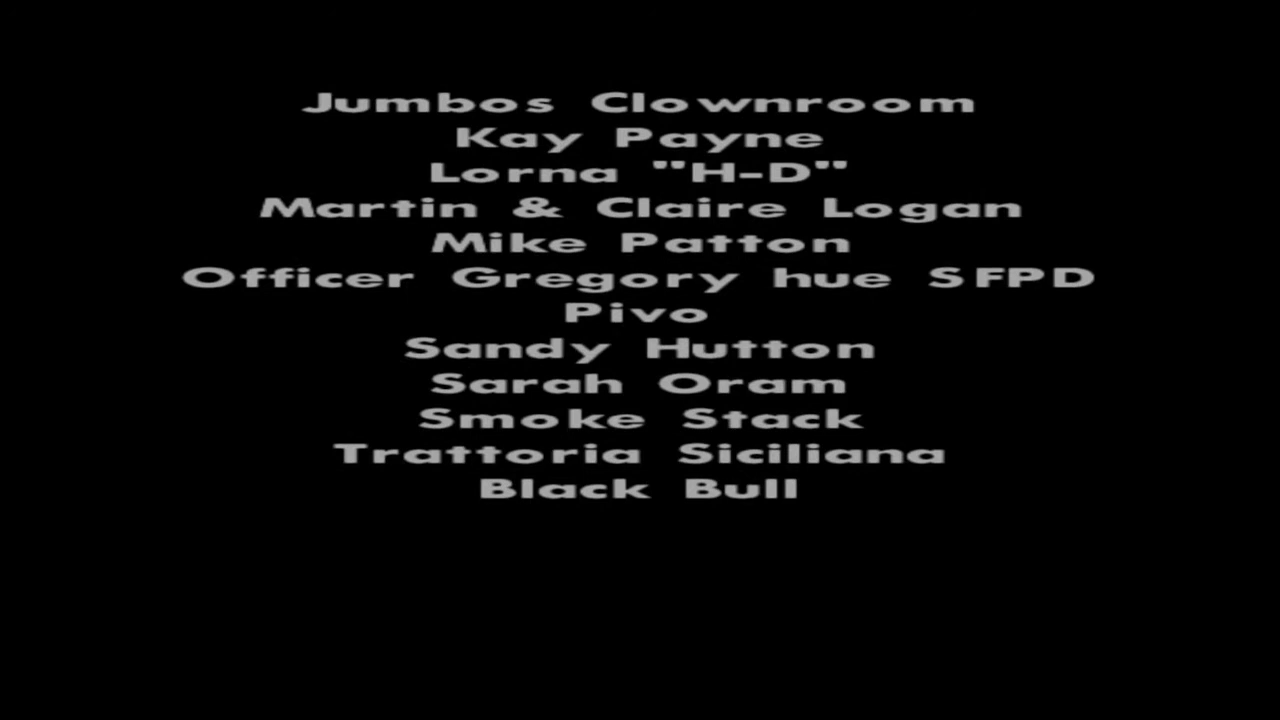 Jumbos Clownroom
Kay Payne
Lorna "H-D"
Martin & Claire Logan
Mike Patton
Officer Gregory hue SFPD
Pivo
Sandy Hutton
Sarah Oram
Smoke Stack
Trattoria Siciliana
Black Bull